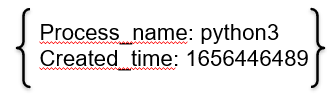 Process_name: python3
Created_time: 1656446489